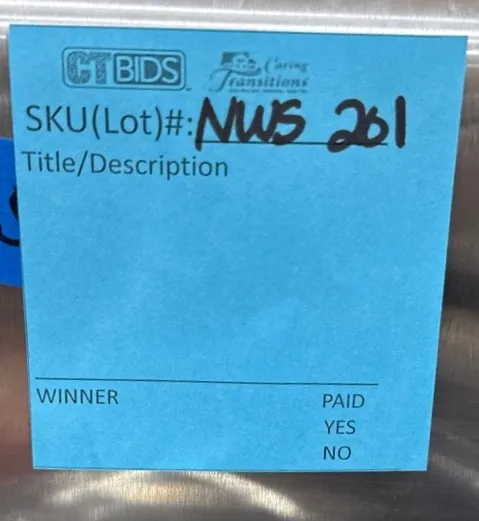 CTBIDS Caring
Transitions
SKU(Lot)#: NWS 261
Title/Description
WINNER PAID
YES
NO